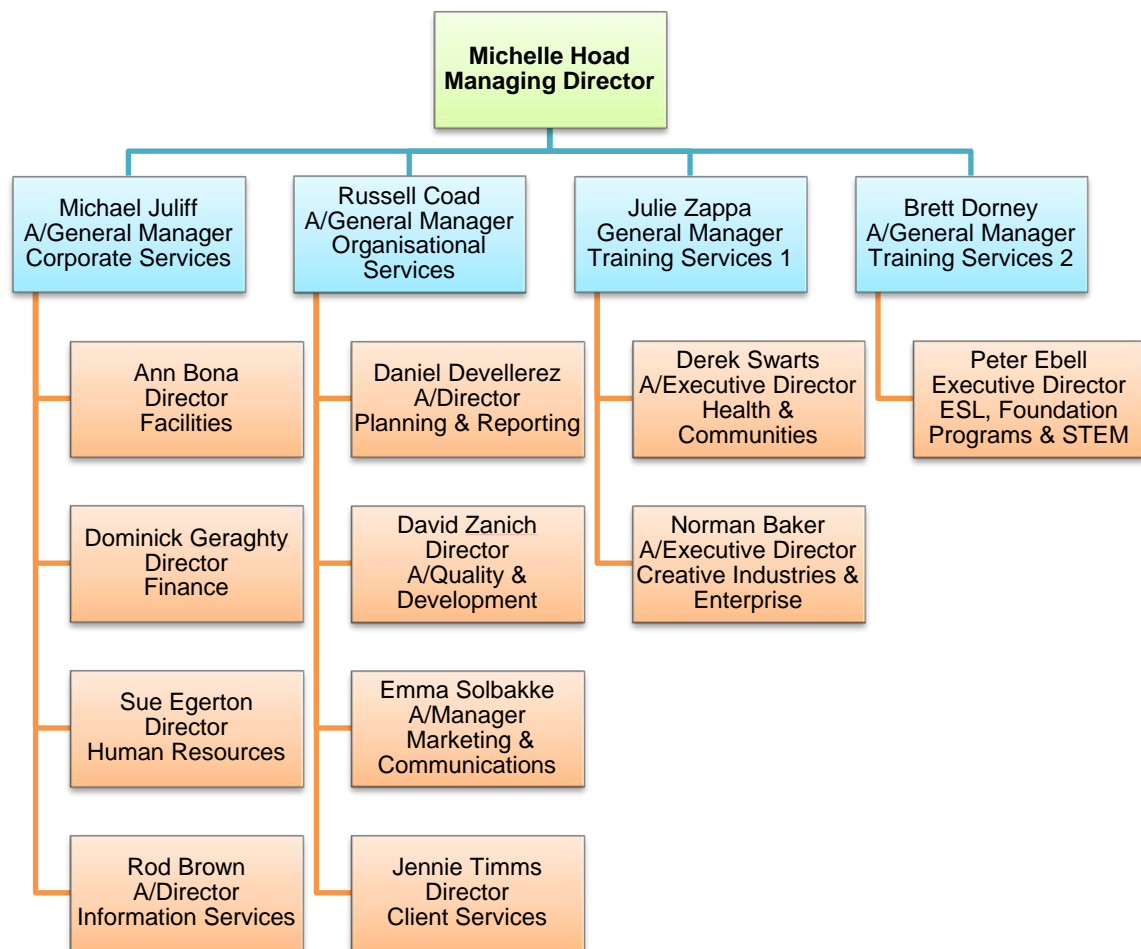 Michelle Hoad
Managing Director
Michael Juliff
A/General Manager
Corporate Services
Russell Coad
A/General Manager
Organisational
Services
Julie Zappa
General Manager
Training Services 1
Brett Dorney
A/General Manager
Training Services 2
Ann Bona
Director
Facilities
Daniel Devellerez
A/Director
Planning & Reporting
Derek Swarts
A/Executive Director
Health &
Communities
Peter Ebell
Executive Director
ESL, Foundation
Programs & STEM
Dominick Geraghty
Director
Finance
David Zanich
Director
A/Quality &
Development
Norman Baker
A/Executive Director
Creative Industries &
Enterprise
Sue Egerton
Director
Human Resources
Emma Solbakke
A/Manager
Marketing &
Communications
Rod Brown
A/Director
Information Services
Jennie Timms
Director
Client Services